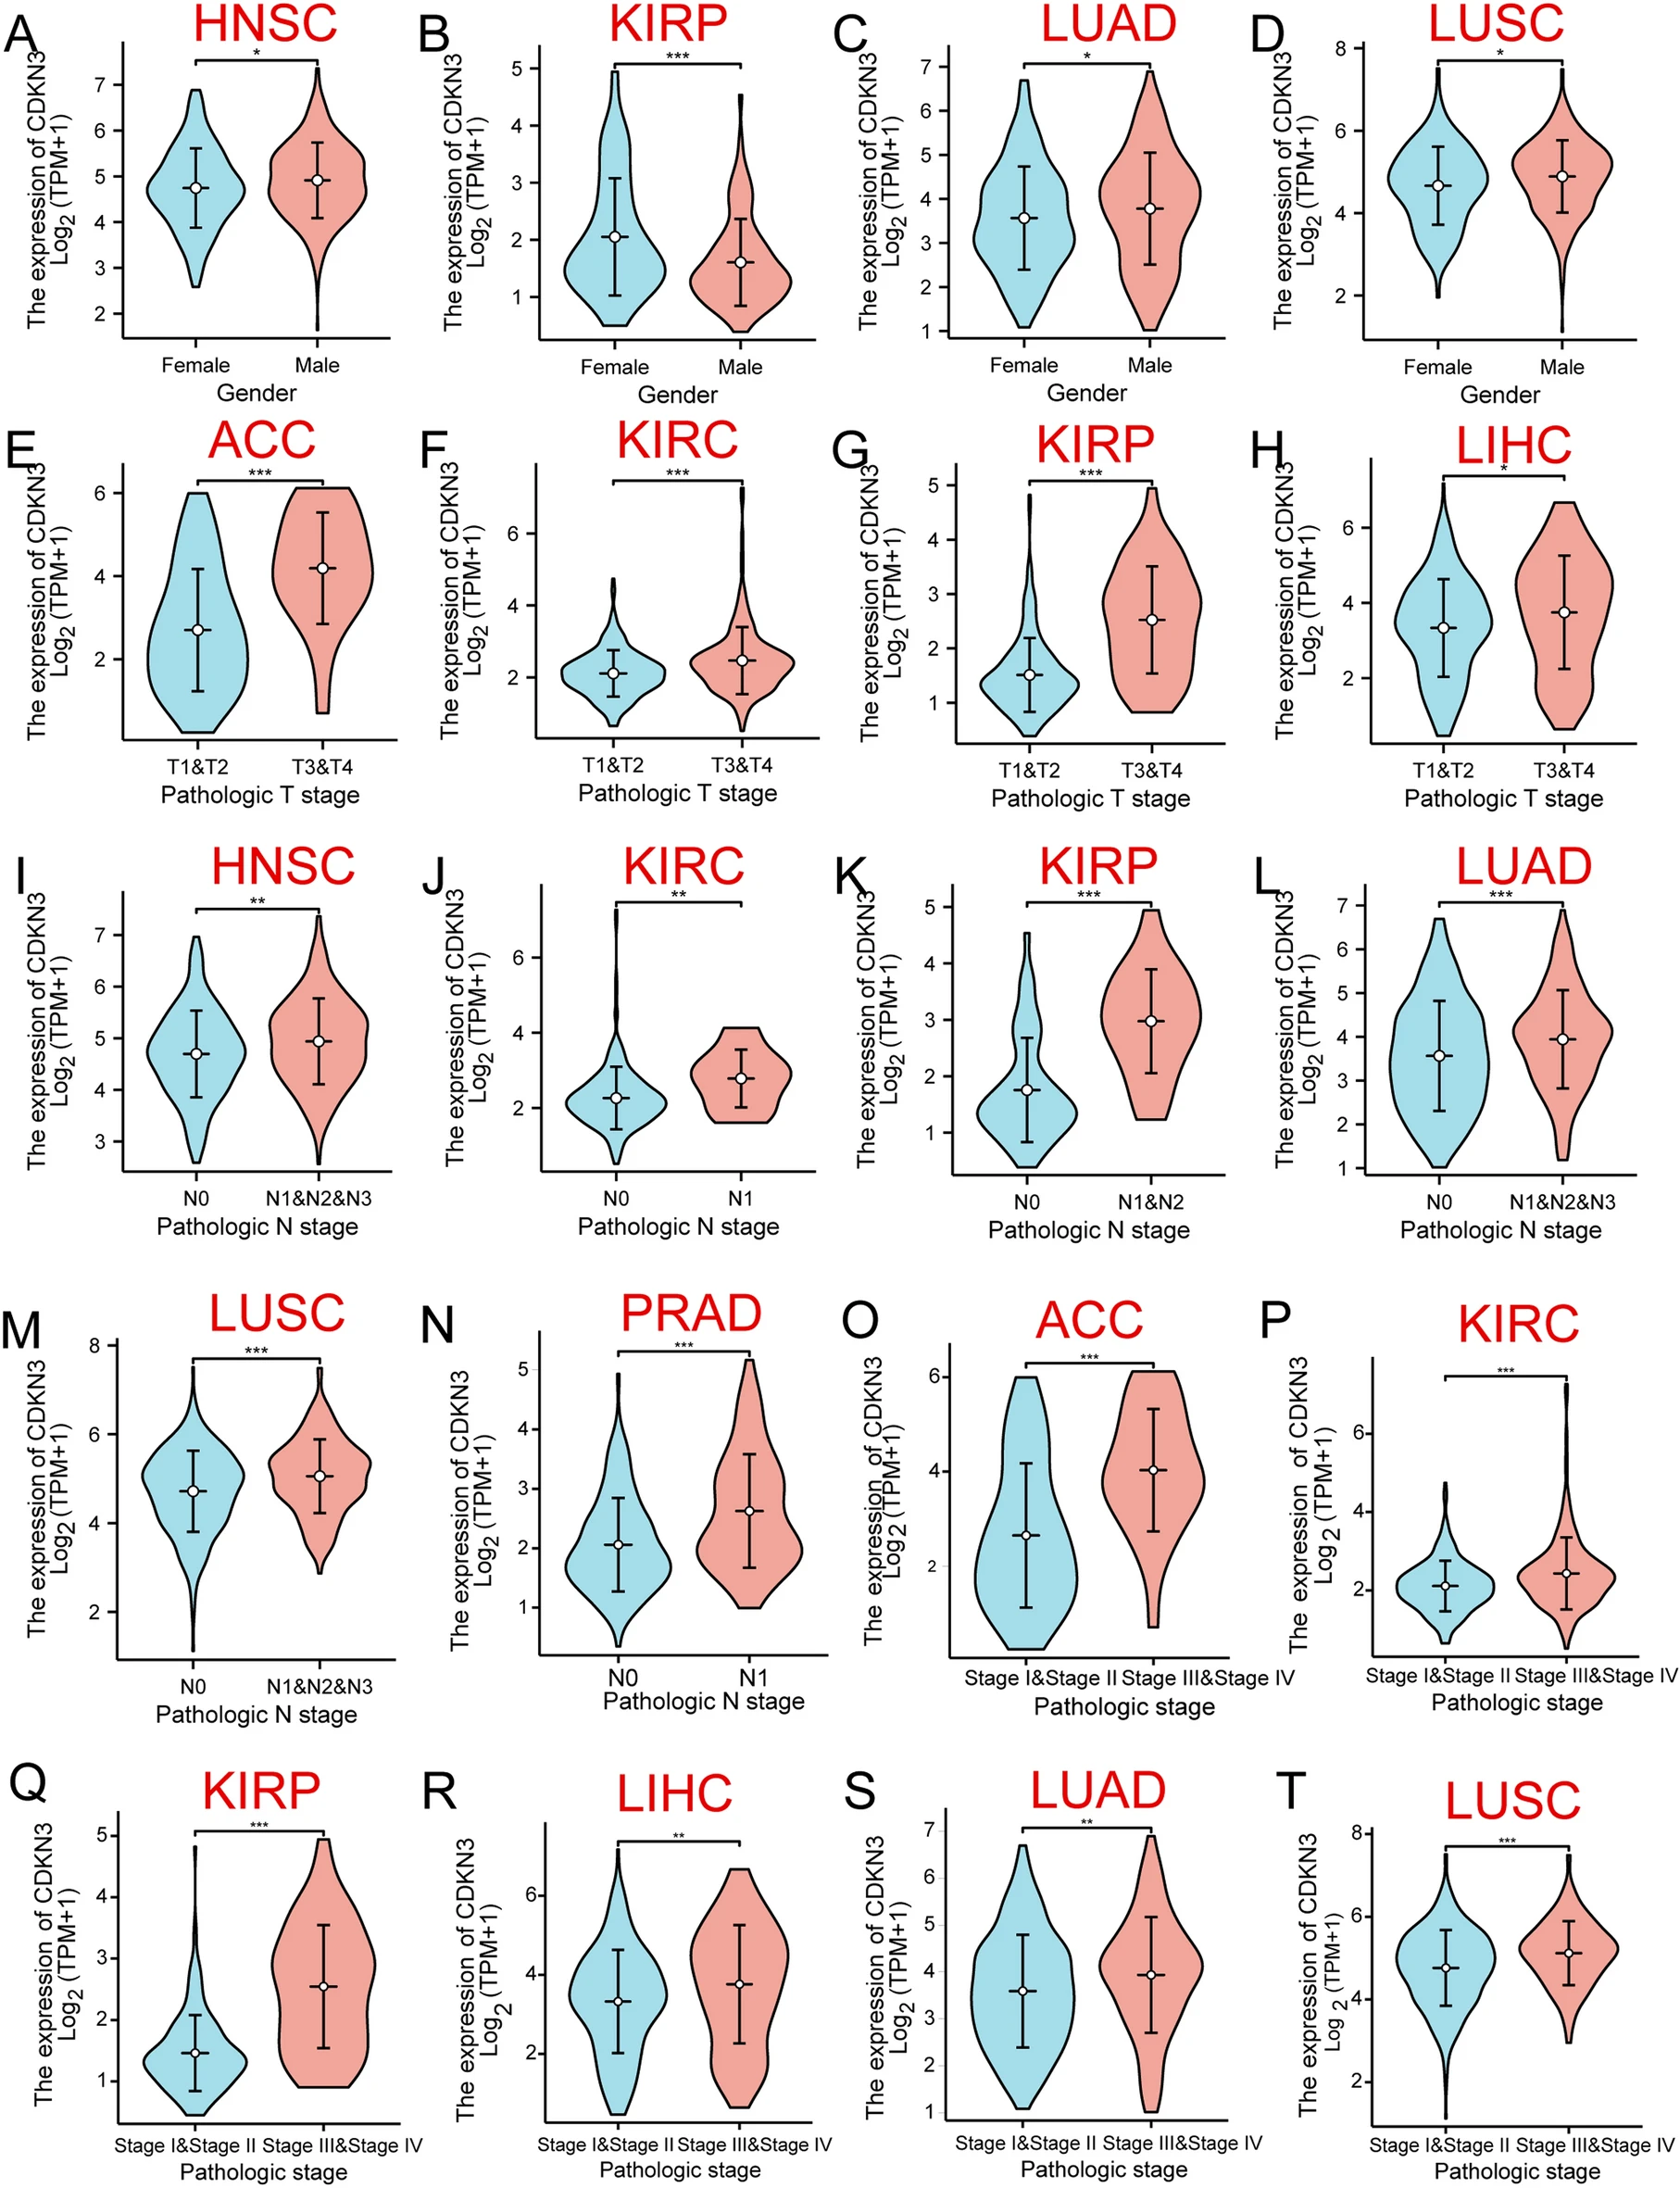 A
HNSC
The expression of CDKN3
Log2 (TPM+1)
*
7
6
5
4
3
2
Female
Male
Gender
B
KIRP
The expression of CDKN3
Log2 (TPM+1)
***
5
4
3
2
1
Female
Male
Gender
C
LUAD
The expression of CDKN3
Log2 (TPM+1)
*
7
6
5
4
3
2
1
Female
Male
Gender
D
LUSC
The expression of CDKN3
Log2 (TPM+1)
*
8
6
4
2
Female
Male
Gender
E
ACC
The expression of CDKN3
Log2 (TPM+1)
***
6
4
2
T1&T2
T3&T4
Pathologic T stage
F
KIRC
The expression of CDKN3
Log2 (TPM+1)
***
6
4
2
T1&T2
T3&T4
Pathologic T stage
G
KIRP
The expression of CDKN3
Log2 (TPM+1)
***
5
4
3
2
1
T1&T2
T3&T4
Pathologic T stage
H
LIHC
The expression of CDKN3
Log2 (TPM+1)
*
6
4
2
T1&T2
T3&T4
Pathologic T stage
I
HNSC
The expression of CDKN3
Log2 (TPM+1)
**
7
6
5
4
3
N0
N1&N2&N3
Pathologic N stage
J
KIRC
The expression of CDKN3
Log2 (TPM+1)
**
6
4
2
N0
N1
Pathologic N stage
K
KIRP
The expression of CDKN3
Log2 (TPM+1)
***
5
4
3
2
1
N0
N1&N2
Pathologic N stage
L
LUAD
The expression of CDKN3
Log2 (TPM+1)
***
7
6
5
4
3
2
1
N0
N1&N2&N3
Pathologic N stage
M
LUSC
The expression of CDKN3
Log2 (TPM+1)
***
8
6
4
2
N0
N1&N2&N3
Pathologic N stage
N
PRAD
The expression of CDKN3
Log2 (TPM+1)
***
5
4
3
2
1
N0
N1
Pathologic N stage
O
ACC
The expression of CDKN3
Log2 (TPM+1)
***
6
4
2
Stage I&Stage II
Stage III&Stage IV
Pathologic stage
P
KIRC
The expression of CDKN3
Log2 (TPM+1)
***
6
4
2
Stage I&Stage II
Stage III&Stage IV
Pathologic stage
Q
KIRP
The expression of CDKN3
Log2 (TPM+1)
***
5
4
3
2
1
Stage I&Stage II
Stage III&Stage IV
Pathologic stage
R
LIHC
The expression of CDKN3
Log2 (TPM+1)
**
6
4
2
Stage I&Stage II
Stage III&Stage IV
Pathologic stage
S
LUAD
The expression of CDKN3
Log2 (TPM+1)
**
7
6
5
4
3
2
1
Stage I&Stage II
Stage III&Stage IV
Pathologic stage
T
LUSC
The expression of CDKN3
Log 2 (TPM+1)
***
8
6
4
2
Stage I&Stage II
Stage III&Stage IV
Pathologic stage